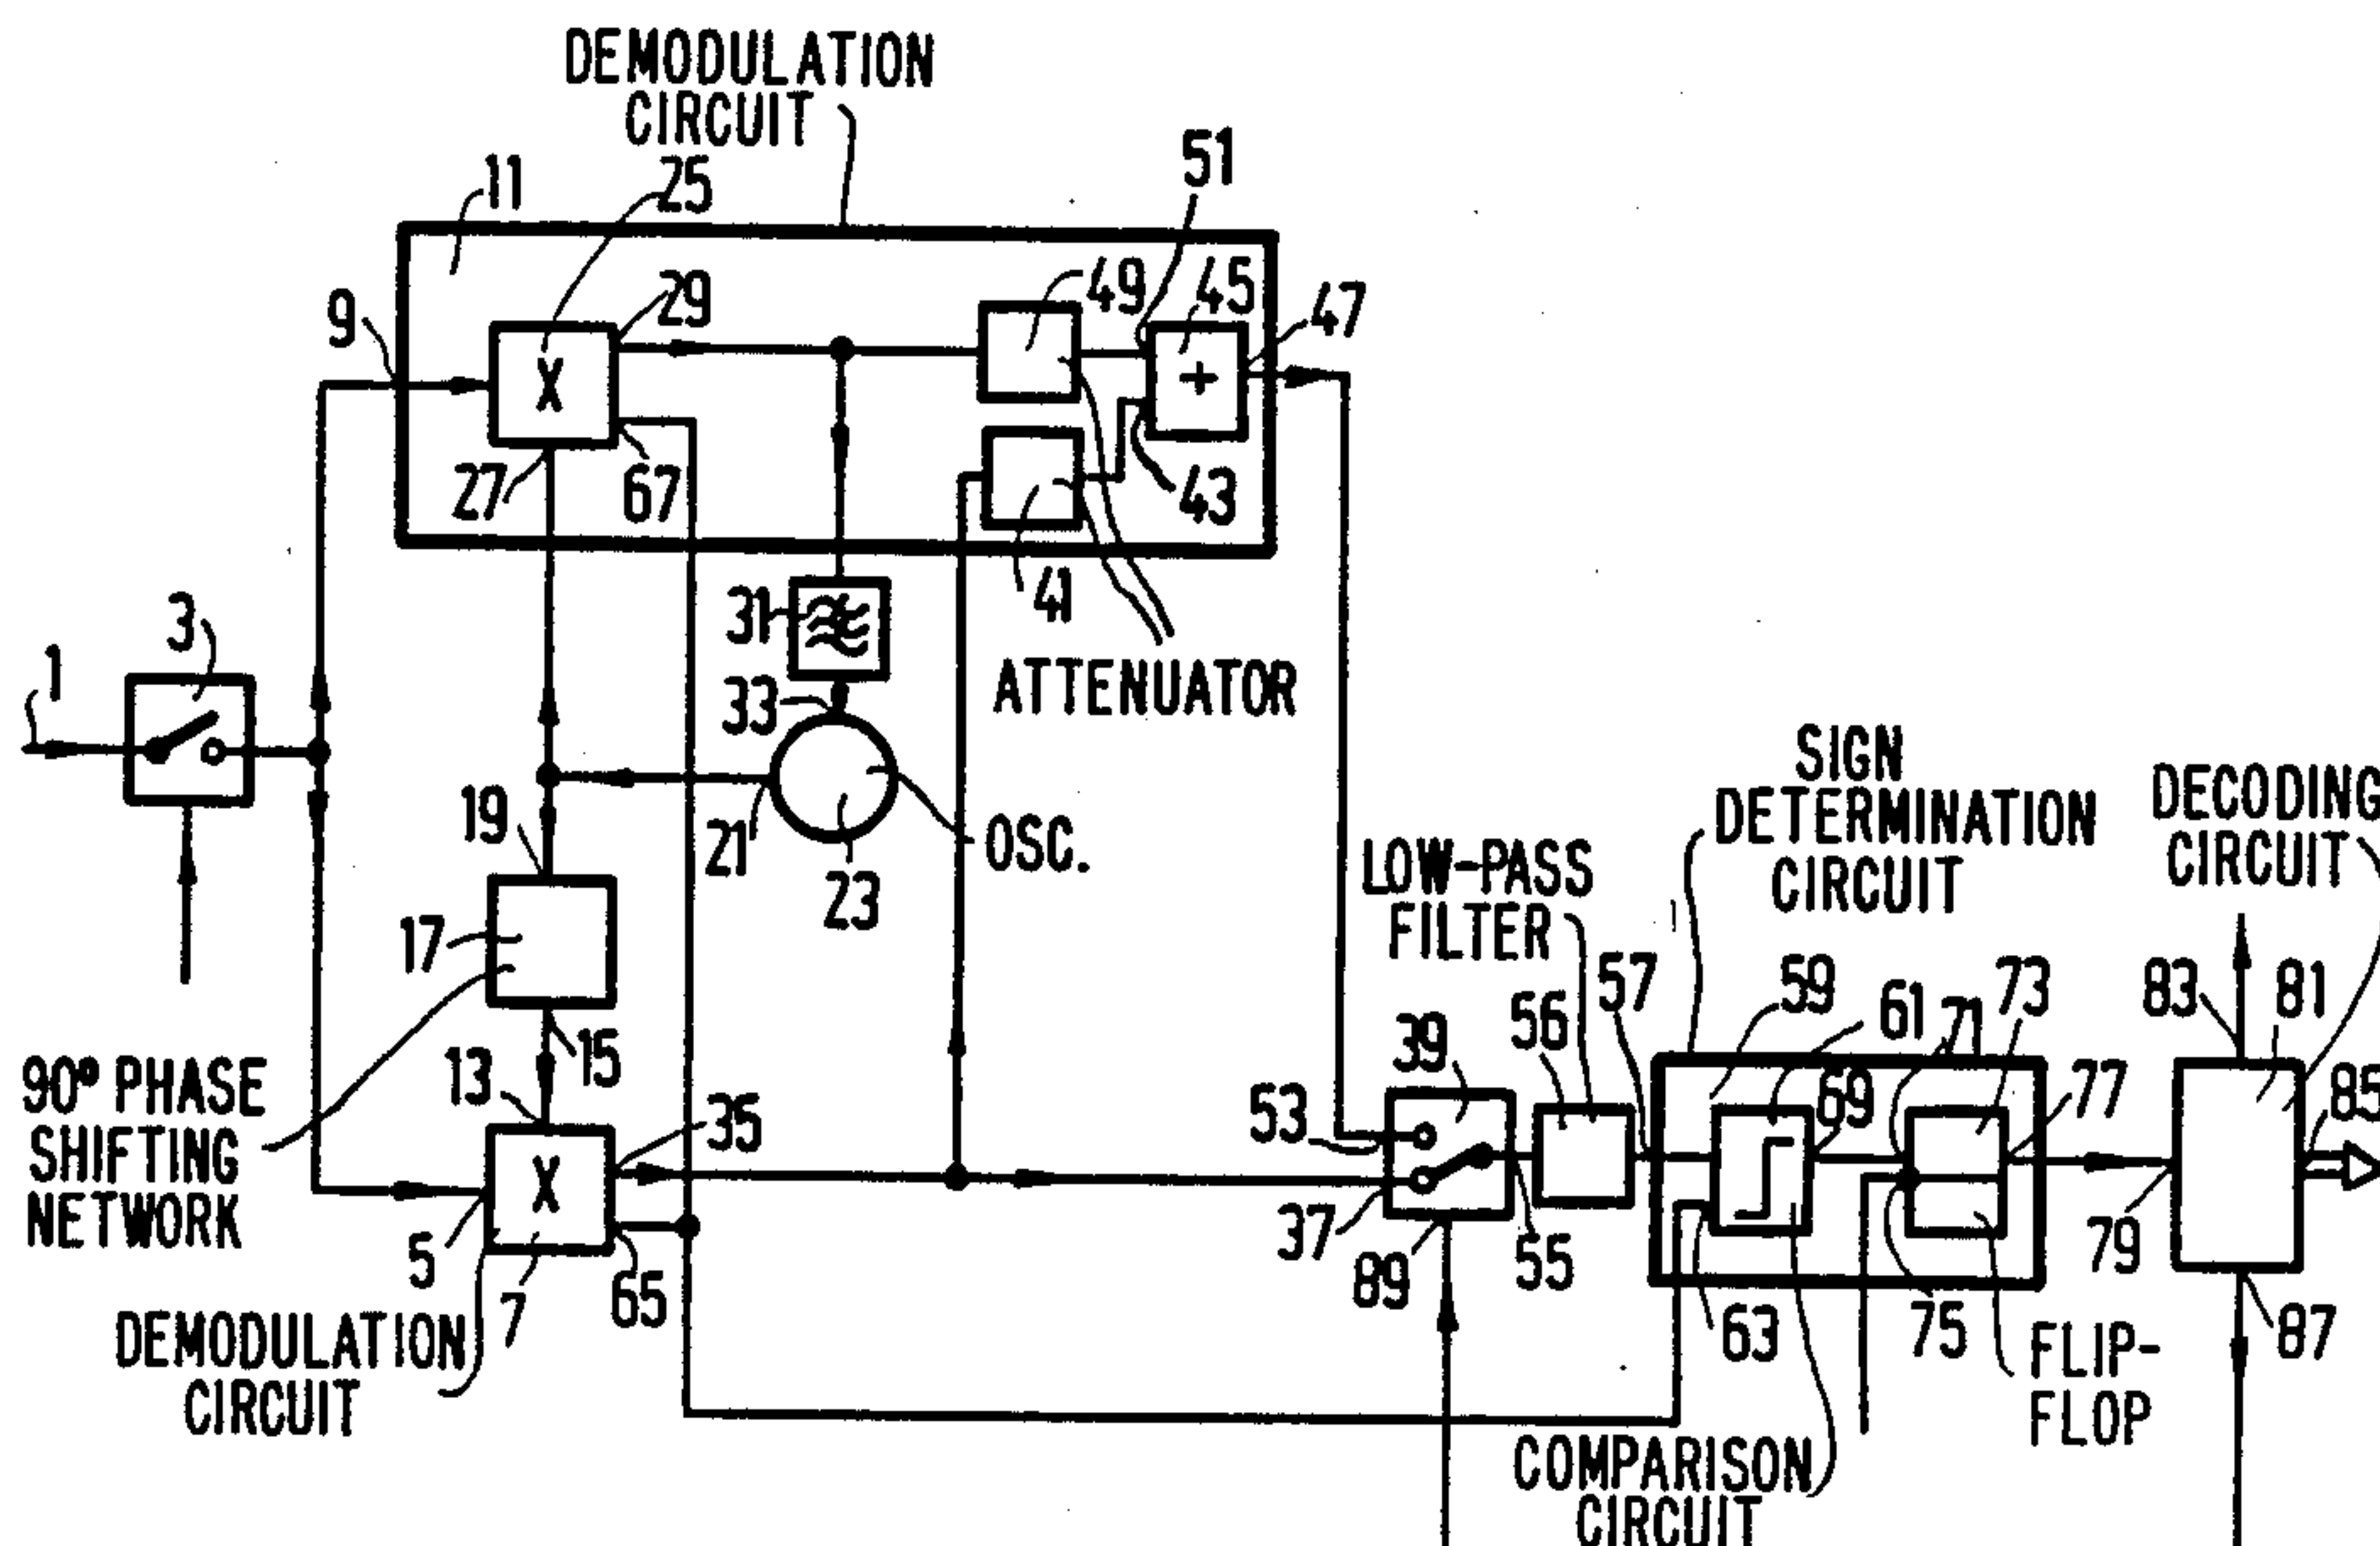 DEMODULATION
CIRCUIT
11
25
51
29
49
45
47
9
X
+
27
67
43
41
31
3
1
33
ATTENUATOR
19
21
23
OSC.
SIGN
DETERMINATION
CIRCUIT
DECODING
CIRCUIT
LOW-PASS
FILTER
17
57
59
61
71
73
83
81
56
39
13
15
90° PHASE
SHIFTING
NETWORK
35
53
69
77
85
X
5
7
65
37
89
55
63
75
79
87
DEMODULATION
CIRCUIT
FLIP-
FLOP
COMPARISON
CIRCUIT